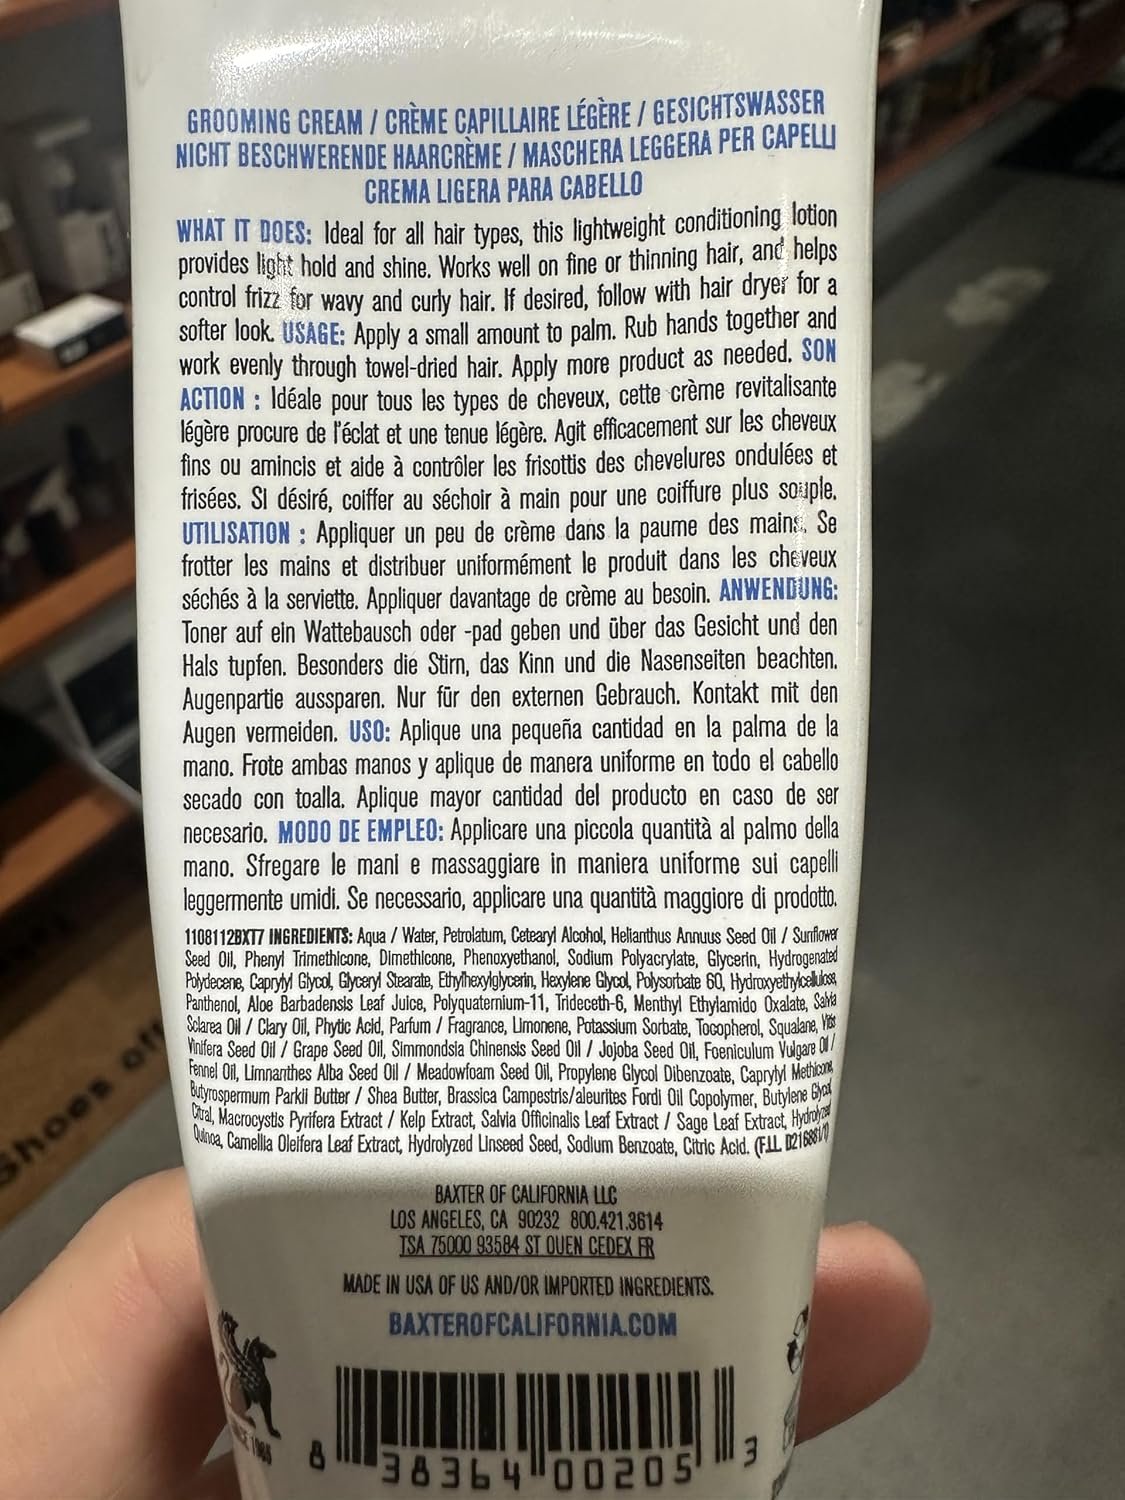 GROOMING CREAM / CRÈME CAPILLAIRE LÉGÈRE / GESICHTSWASSER
NICHT BESCHWERENDE HAARCRÈME / MASCHERA LEGGERA PER CAPELLI
CREMA LIGERA PARA CABELLO
WHAT IT DOES: Ideal for all hair types, this lightweight conditioning lotion
provides light hold and shine. Works well on fine or thinning hair, and helps
control frizz for wavy and curly hair. If desired, follow with hair dryer for a
softer look. USAGE: Apply a small amount to palm. Rub hands together and
work evenly through towel-dried hair. Apply more product as needed. SON
ACTION : Idéale pour tous les types de cheveux, cette crème revitalisante
légère procure de l'éclat et une tenue légère. Agit efficacement sur les cheveux
fins ou amincis et aide à contrôler les frisottis des chevelures ondulées et
frisées. SI désiré, coiffer au séchoir à main pour une coiffure plus souple.
UTILISATION : Appliquer un peu de crème dans la paume des mains. Se
frotter les mains et distribuer uniformément le produit dans les cheveux
séchés à la serviette. Appliquer davantage de crème au besoin. ANWENDUNG:
Toner auf ein Wattebausch oder -pad geben und über das Gesicht und den
Hals tupfen. Besonders die Stirn, das Kinn und die Nasenseiten beachten.
Augenpartie aussparen. Nur für den externen Gebrauch. Kontakt mit den
Augen vermeiden. USO: Aplique una pequeña cantidad en la palma de la
mano. Frote ambas manos y aplique de manera uniforme en todo el cabello
secado con toalla. Aplique mayor cantidad del producto en caso de ser
necesario. MODO DE EMPLEO: Applicare una piccola quantità al palmo della
mano. Sfregare le mani e massaggiare in maniera uniforme sui capelli
leggermente umidi. Se necessario, applicare una quantità maggiore di prodotto.
1108112BXT7 INGREDIENTS: Aqua / Water, Petrolatum, Cetearyl Alcohol, Helianthus Annuus Seed Oil / Sunflower
Seed Oil, Phenyl Trimethicone, Dimethicone, Phenoxyethanol, Sodium Polyacrylate, Glycerin, Hydrogenated
Polydecene, Caprylyl Glycol, Glyceryl Stearate, Ethylhexylglycerin, Hexylene Glycol, Polysorbate 60, Hydroxyethylcellulose,
Panthenol, Aloe Barbadensis Leaf Juice, Polyquaternium-11, Trideceth-6, Menthyl Ethylamido Oxalate, Salvia
Sclarea Oil / Clary Oil, Phytic Acid, Parfum / Fragrance, Limonene, Potassium Sorbate, Tocopherol, Squalane, Vitis
Vinifera Seed Oil / Grape Seed Oil, Simmondsia Chinensis Seed Oil / Jojoba Seed Oil, Foeniculum Vulgare Oil /
Fennel Oil, Limnanthes Alba Seed Oil / Meadowfoam Seed Oil, Propylene Glycol Dibenzoate, Caprylyl Methicone,
Butyrospermum Parkii Butter / Shea Butter, Brassica Campestris/aleurites Fordi Oil Copolymer, Butylene Glycol,
Citral, Macrocystis Pyrifera Extract / Kelp Extract, Salvia Officinalis Leaf Extract / Sage Leaf Extract, Hydrolyzed
Quinoa, Camellia Oleifera Leaf Extract, Hydrolyzed Linseed Seed, Sodium Benzoate, Citric Acid. (F.I.L. D216881/1)
BAXTER OF CALIFORNIA LLC
LOS ANGELES, CA 90232 800.421.3614
TSA 75000 93584 ST OUEN CEDEX FR
MADE IN USA OF US AND/OR IMPORTED INGREDIENTS.
BAXTEROFCALIFORNIA.COM
1965
8 38364 00205 3
Shoes